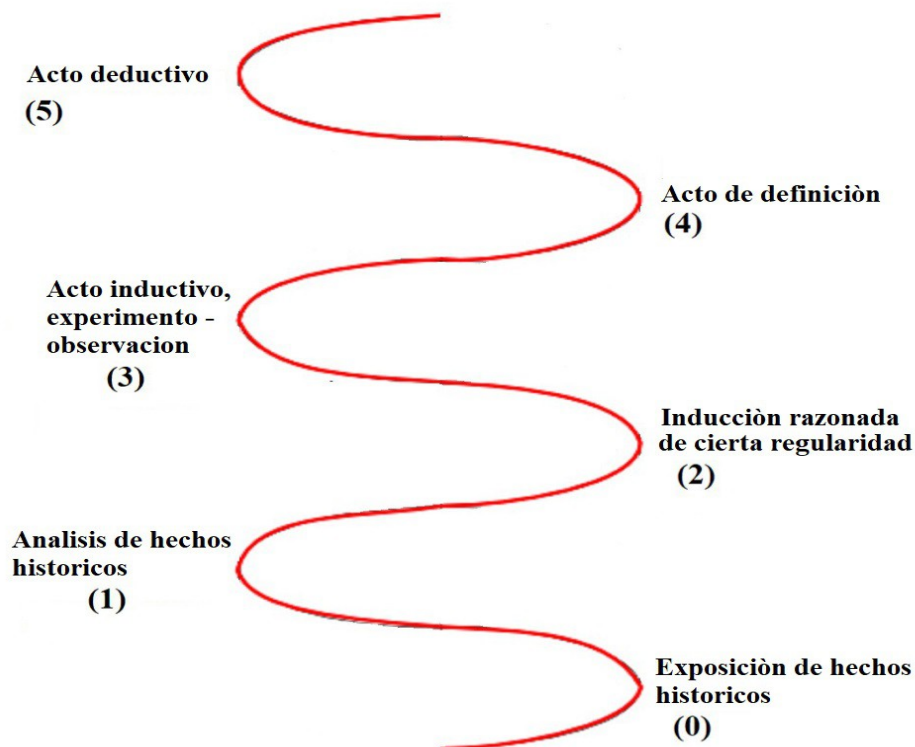 Acto deductivo
(5)
Acto de definiciòn
(4)
Acto inductivo,
experimento -
observacion
(3)
Inducciòn razonada
de cierta regularidad
(2)
Analisis de hechos
historicos
(1)
Exposiciòn de hechos
historicos
(0)